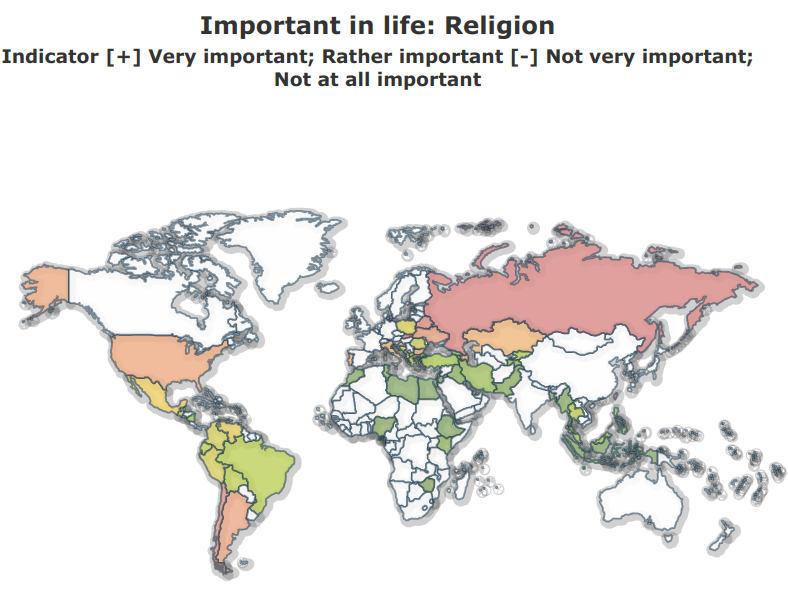 Important in life: Religion
Indicator [+] Very important; Rather important [-] Not very important;
Not at all important